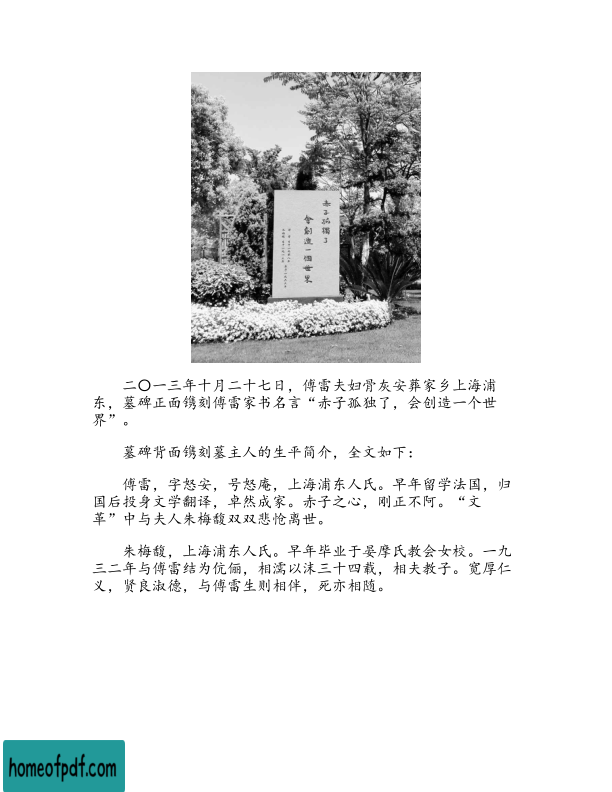 赤子孤獨了
會創造一個世界
二〇一三年十月二十七日，傅雷夫妇骨灰安葬家乡上海浦
东，墓碑正面镌刻傅雷家书名言“赤子孤独了，会创造一个世
界”。
墓碑背面镌刻墓主人的生平简介，全文如下：
傅雷，字怒安，号怒庵，上海浦东人氏。早年留学法国，归
国后投身文学翻译，卓然成家。赤子之心，刚正不阿。“文
革”中与夫人朱梅馥双双悲怆离世。
朱梅馥，上海浦东人氏。早年毕业于晏摩氏教会女校。一九
三二年与傅雷结为伉俪，相濡以沫三十四载，相夫教子。宽厚仁
义，贤良淑德，与傅雷生则相伴，死亦相随。
homeofpdf.com